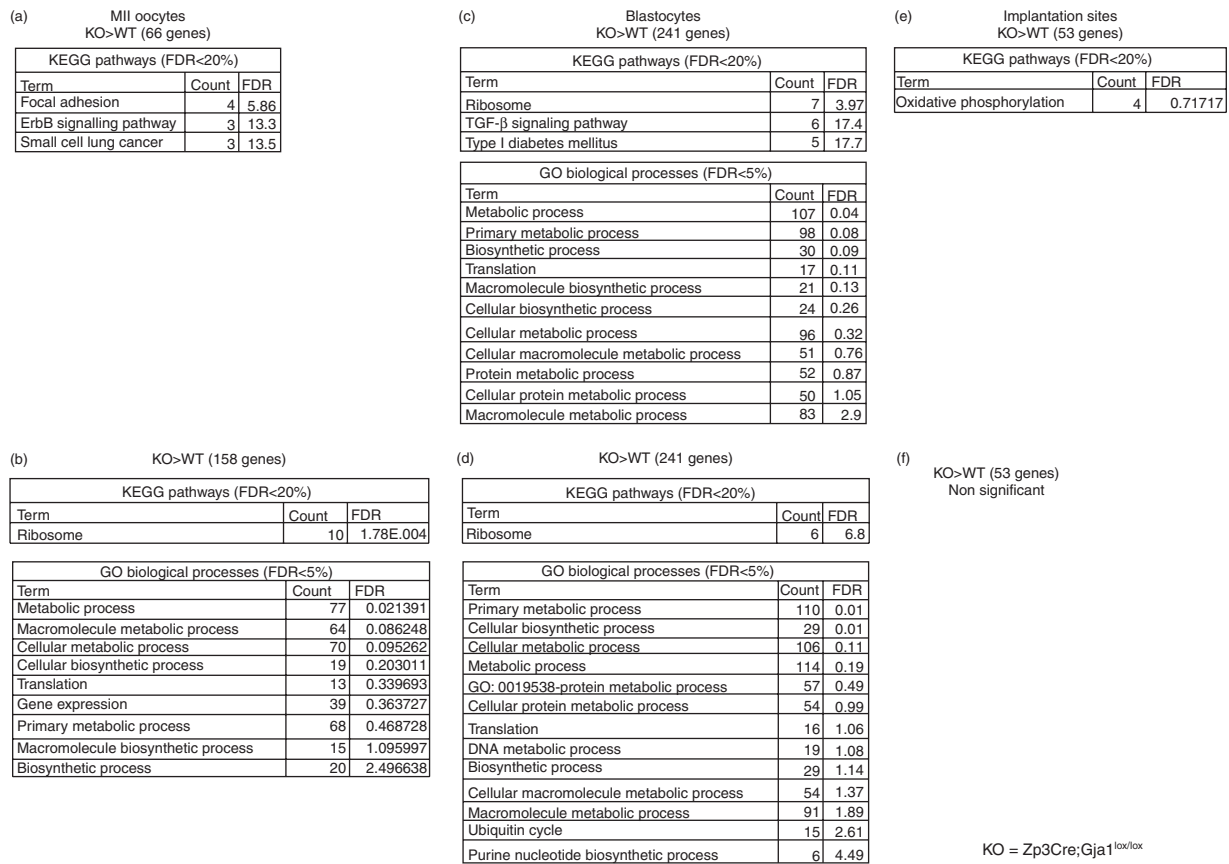 (a)
MII oocytes
KO>WT (66 genes)
KEGG pathways (FDR<20%)
Term Count FDR
Focal adhesion 4 5.86
ErbB signalling pathway 3 13.3
Small cell lung cancer 3 13.5
(b)
KO>WT (158 genes)
KEGG pathways (FDR<20%)
Term Count FDR
Ribosome 10 1.78E.004
GO biological processes (FDR<5%)
Term Count FDR
Metabolic process 77 0.021391
Macromolecule metabolic process 64 0.086248
Cellular metabolic process 70 0.095262
Cellular biosynthetic process 19 0.203011
Translation 13 0.339693
Gene expression 39 0.363727
Primary metabolic process 68 0.468728
Macromolecule biosynthetic process 15 1.095997
Biosynthetic process 20 2.496638
(c)
Blastocytes
KO>WT (241 genes)
KEGG pathways (FDR<20%)
Term Count FDR
Ribosome 7 3.97
TGF-β signaling pathway 6 17.4
Type I diabetes mellitus 5 17.7
GO biological processes (FDR<5%)
Term Count FDR
Metabolic process 107 0.04
Primary metabolic process 98 0.08
Biosynthetic process 30 0.09
Translation 17 0.11
Macromolecule biosynthetic process 21 0.13
Cellular biosynthetic process 24 0.26
Cellular metabolic process 96 0.32
Cellular macromolecule metabolic process 51 0.76
Protein metabolic process 52 0.87
Cellular protein metabolic process 50 1.05
Macromolecule metabolic process 83 2.9
(d)
KO>WT (241 genes)
KEGG pathways (FDR<20%)
Term Count FDR
Ribosome 6 6.8
GO biological processes (FDR<5%)
Term Count FDR
Primary metabolic process 110 0.01
Cellular biosynthetic process 29 0.01
Cellular metabolic process 106 0.11
Metabolic process 114 0.19
GO: 0019538-protein metabolic process 57 0.49
Cellular protein metabolic process 54 0.99
Translation 16 1.06
DNA metabolic process 19 1.08
Biosynthetic process 29 1.14
Cellular macromolecule metabolic process 54 1.37
Macromolecule metabolic process 91 1.89
Ubiquitin cycle 15 2.61
Purine nucleotide biosynthetic process 6 4.49
(e)
Implantation sites
KO>WT (53 genes)
KEGG pathways (FDR<20%)
Term Count FDR
Oxidative phosphorylation 4 0.71717
(f)
KO>WT (53 genes)
Non significant
KO = Zp3Cre;Gja1lox/lox